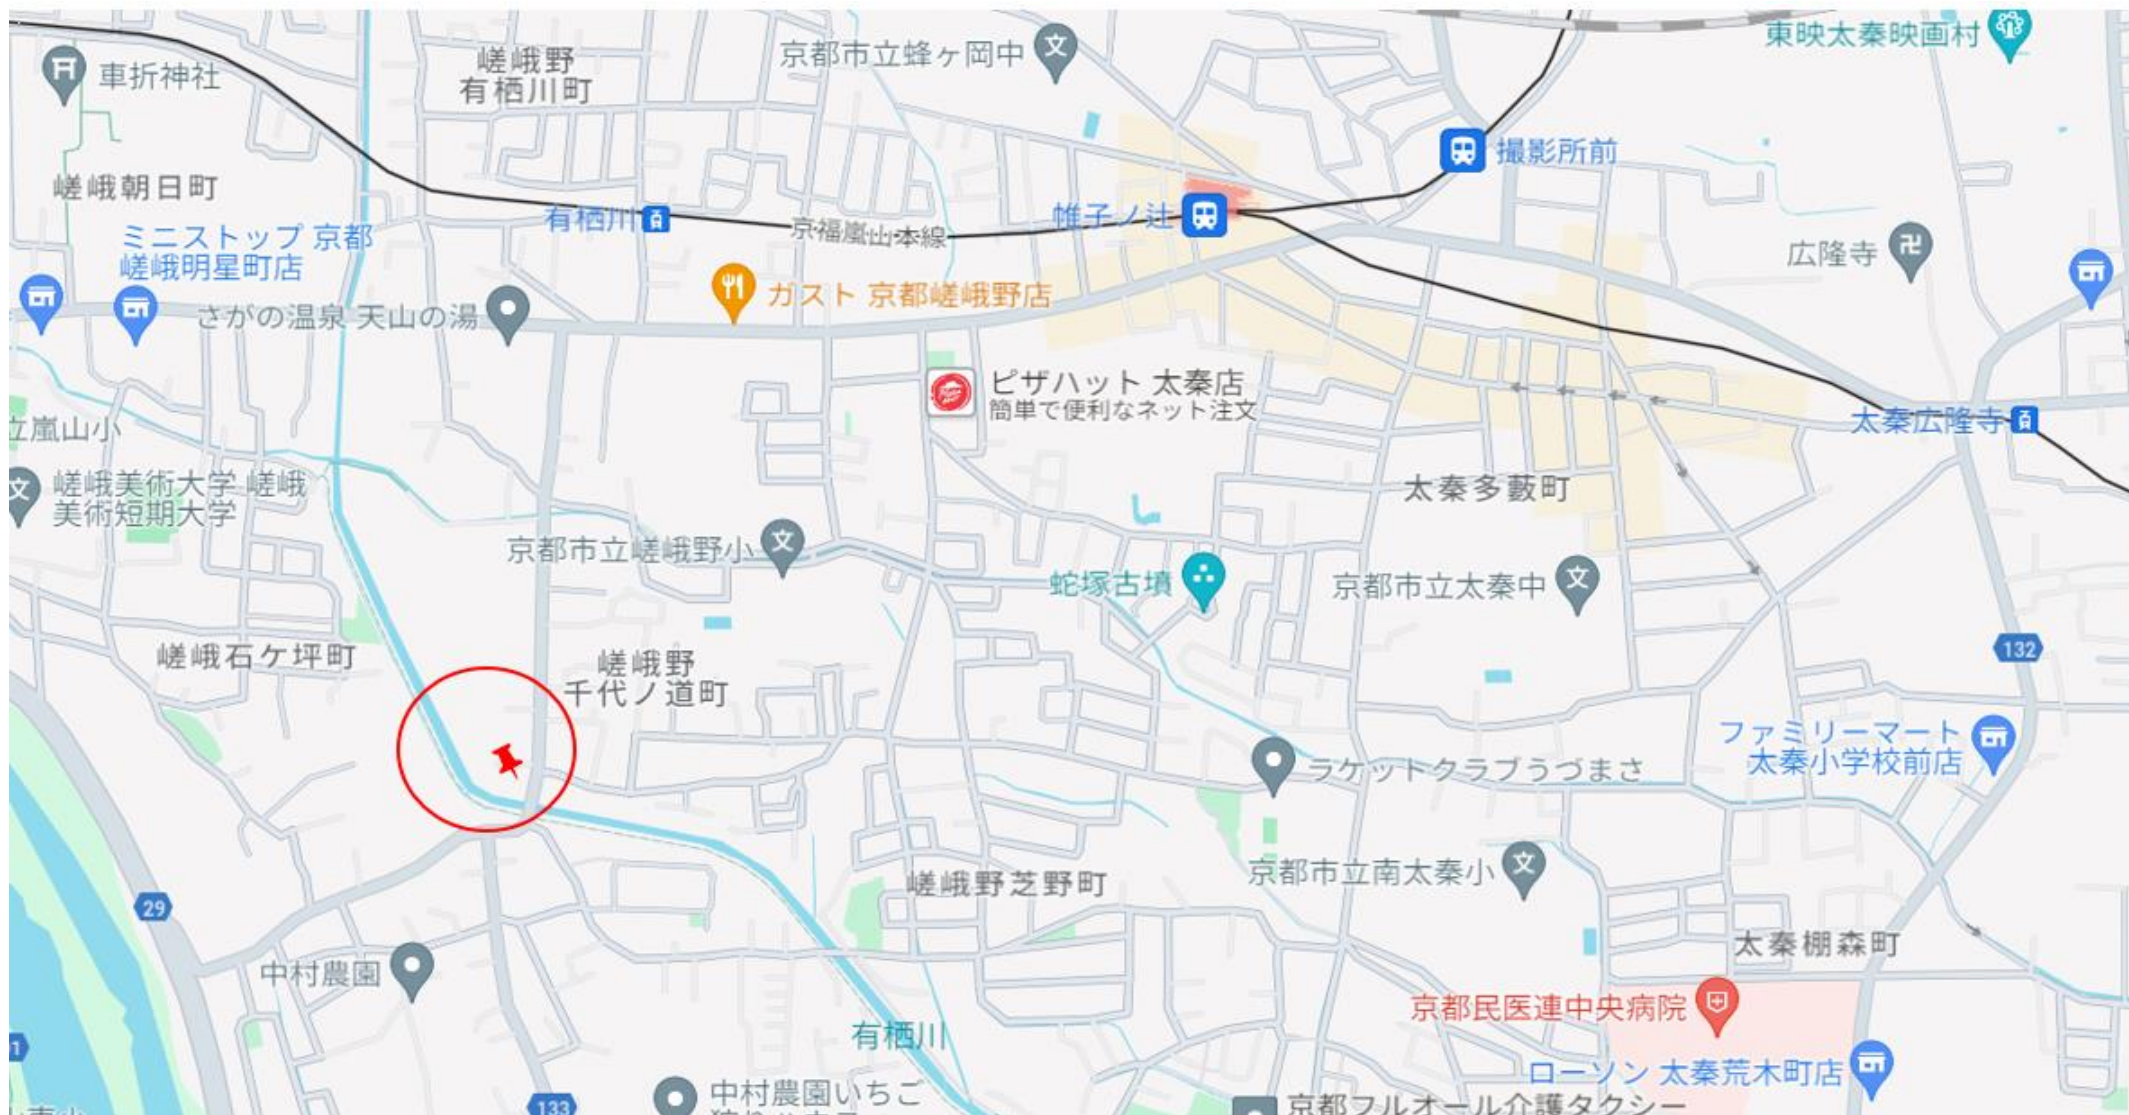 東映太秦映画村
京都市立蜂ヶ岡中
嵯峨野
有栖川町
車折神社
撮影所前
嵯峨朝日町
有栖川
帷子ノ辻
京福嵐山本線
ミニストップ 京都
嵯峨明星町店
広隆寺
ガスト 京都嵯峨野店
さがの温泉 天山の湯
ピザハット 太秦店
簡単で便利なネット注文
太秦広隆寺
立嵐山小
嵯峨美術大学 嵯峨
美術短期大学
太秦多藪町
京都市立嵯峨野小
蛇塚古墳
京都市立太秦中
132
嵯峨石ケ坪町
嵯峨野
千代ノ道町
ファミリーマート
太秦小学校前店
ラケットクラブうづまさ
京都市立南太秦小
嵯峨野芝野町
29
太秦棚森町
中村農園
京都民医連中央病院
有栖川
ローソン 太秦荒木町店
中村農園いちご
133
京都フルオール介護タクシー